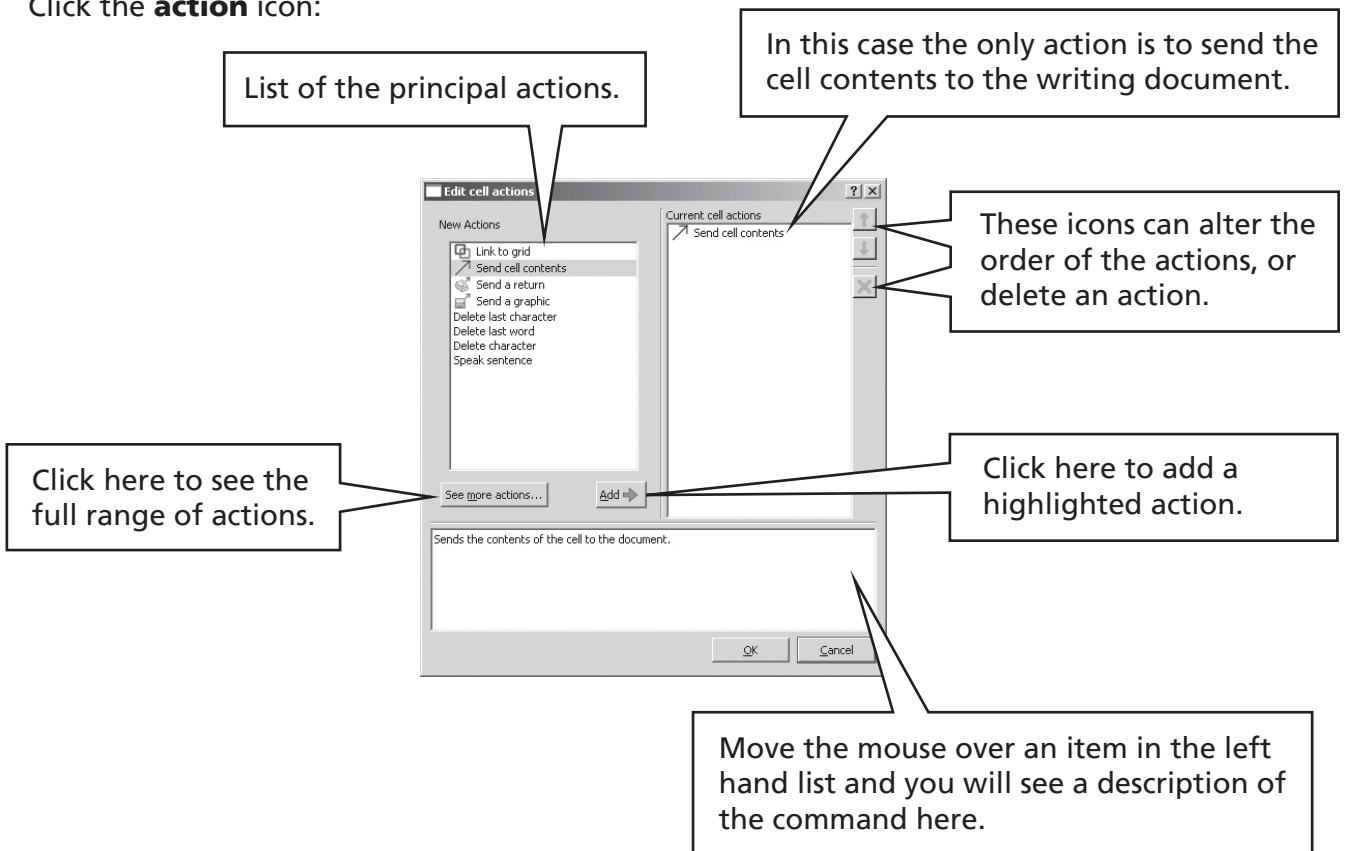 Click the action icon:
List of the principal actions.
In this case the only action is to send the
cell contents to the writing document.
Edit cell actions
New Actions
Link to grid
Send cell contents
Send a return
Send a graphic
Delete last character
Delete last word
Delete character
Speak sentence
Current cell actions
Send cell contents
These icons can alter the
order of the actions, or
delete an action.
Click here to see the
full range of actions.
See more actions...
Add
Click here to add a
highlighted action.
Sends the contents of the cell to the document.
OK
Cancel
Move the mouse over an item in the left
hand list and you will see a description of
the command here.